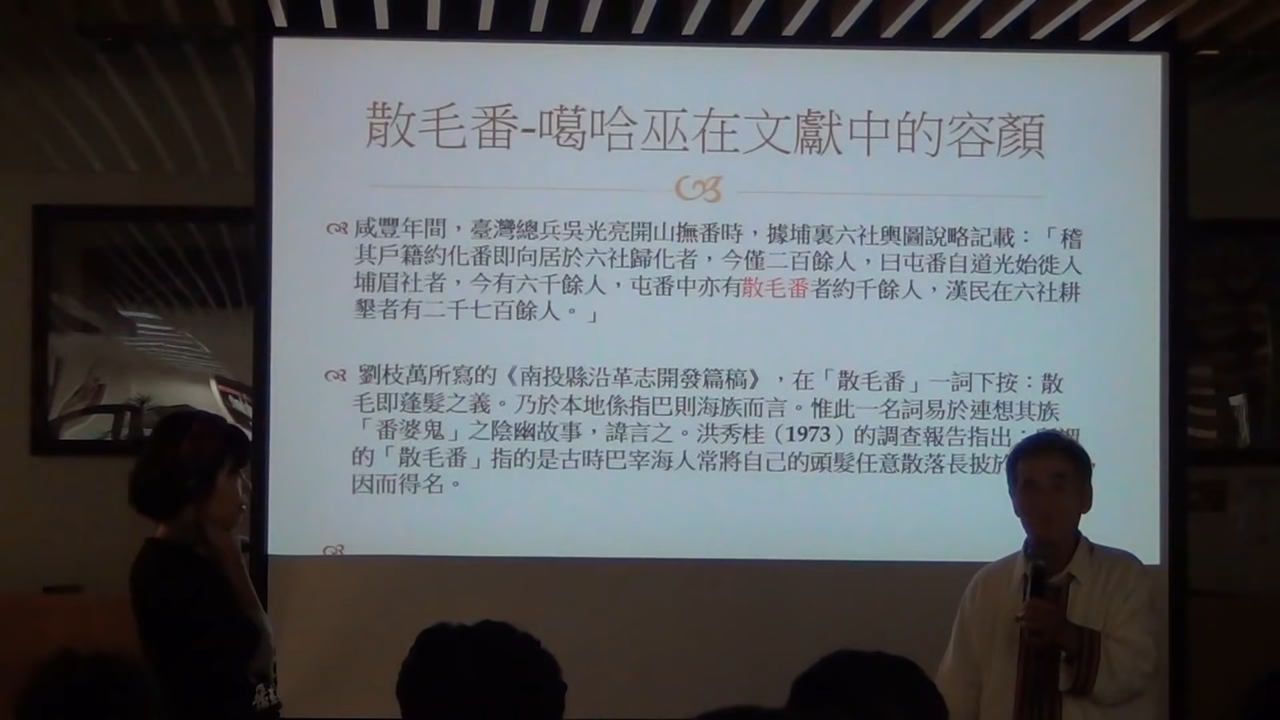 散毛番-噶哈巫在文獻中的容顏
咸豐年間，臺灣總兵吳光亮開山撫番時，據埔裏六社輿圖說略記載：「稽
其戶籍約化番即向居於六社歸化者，今僅二百餘人，曰屯番自道光始徙入
埔眉社者，今有六千餘人，屯番中亦有散毛番者約千餘人，漢民在六社耕
墾者有二千七百餘人。」
劉枝萬所寫的《南投縣沿革志開發篇稿》，在「散毛番」一詞下按：散
毛即蓬髮之義。乃於本地係指巴則海族而言。惟此一名詞易於連想其族
「番婆鬼」之陰幽故事，諱言之。洪秀桂（1973）的調查報告指出：
的「散毛番」指的是古時巴宰海人常將自己的頭髮任意散落長披於
因而得名。